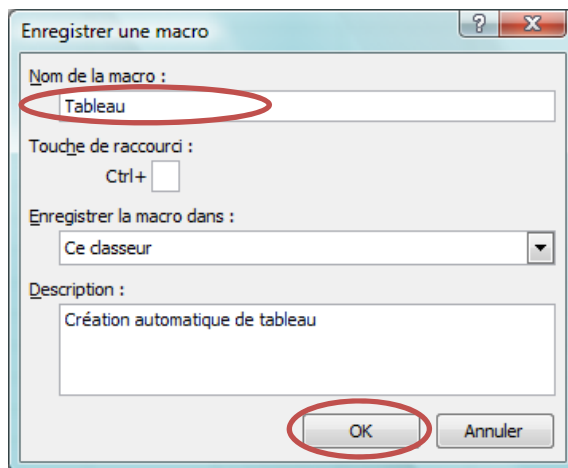 Enregistrer une macro
Nom de la macro :
Tableau
Touche de raccourci :
Ctrl+
Enregistrer la macro dans :
Ce classeur
Description :
Création automatique de tableau
OK Annuler